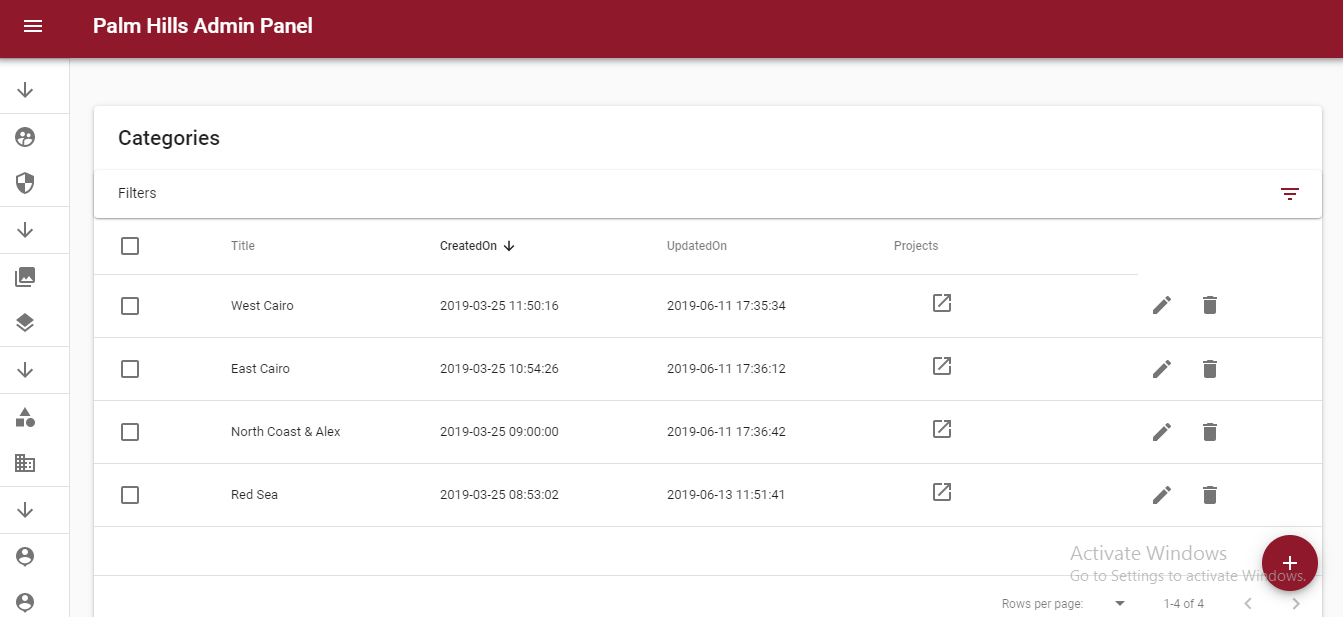 Palm Hills Admin Panel
Categories
Filters
Title CreatedOn UpdatedOn Projects
West Cairo 2019-03-25 11:50:16 2019-06-11 17:35:34
East Cairo 2019-03-25 10:54:26 2019-06-11 17:36:12
North Coast & Alex 2019-03-25 09:00:00 2019-06-11 17:36:42
Red Sea 2019-03-25 08:53:02 2019-06-13 11:51:41
Activate Windows
Go to Settings to activate Windows.
Rows per page: 1-4 of 4